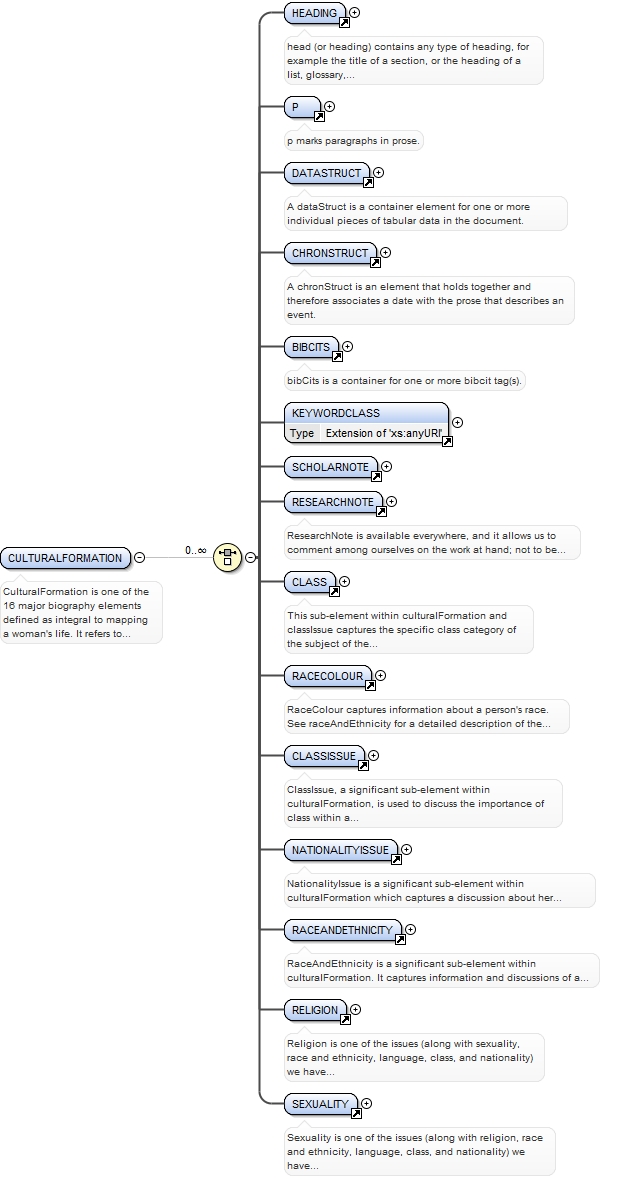 HEADING
head (or heading) contains any type of heading, for
example the title of a section, or the heading of a
list, glossary,...
P
p marks paragraphs in prose.
DATASTRUCT
A dataStruct is a container element for one or more
individual pieces of tabular data in the document.
CHRONSTRUCT
A chronStruct is an element that holds together and
therefore associates a date with the prose that describes an
event.
BIBCITS
bibCits is a container for one or more bibcit tag(s).
KEYWORDCLASS
Type Extension of 'xs:anyURI'
SCHOLARNOTE
RESEARCHNOTE
ResearchNote is available everywhere, and it allows us to
comment among ourselves on the work at hand; not to be...
CULTURALFORMATION
0..∞
CulturalFormation is one of the
16 major biography elements
defined as integral to mapping
a woman's life. It refers to...
CLASS
This sub-element within culturalFormation and
classIssue captures the specific class category of
the subject of the...
RACECOLOUR
RaceColour captures information about a person's race.
See raceAndEthnicity for a detailed description of the...
CLASSISSUE
ClassIssue, a significant sub-element within
culturalFormation, is used to discuss the importance of
class within a...
NATIONALITYISSUE
NationalityIssue is a significant sub-element within
culturalFormation which captures a discussion about her...
RACEANDETHNICITY
RaceAndEthnicity is a significant sub-element within
culturalFormation. It captures information and discussions of a...
RELIGION
Religion is one of the issues (along with sexuality,
race and ethnicity, language, class, and nationality)
we have...
SEXUALITY
Sexuality is one of the issues (along with religion, race
and ethnicity, language, class, and nationality) we
have...